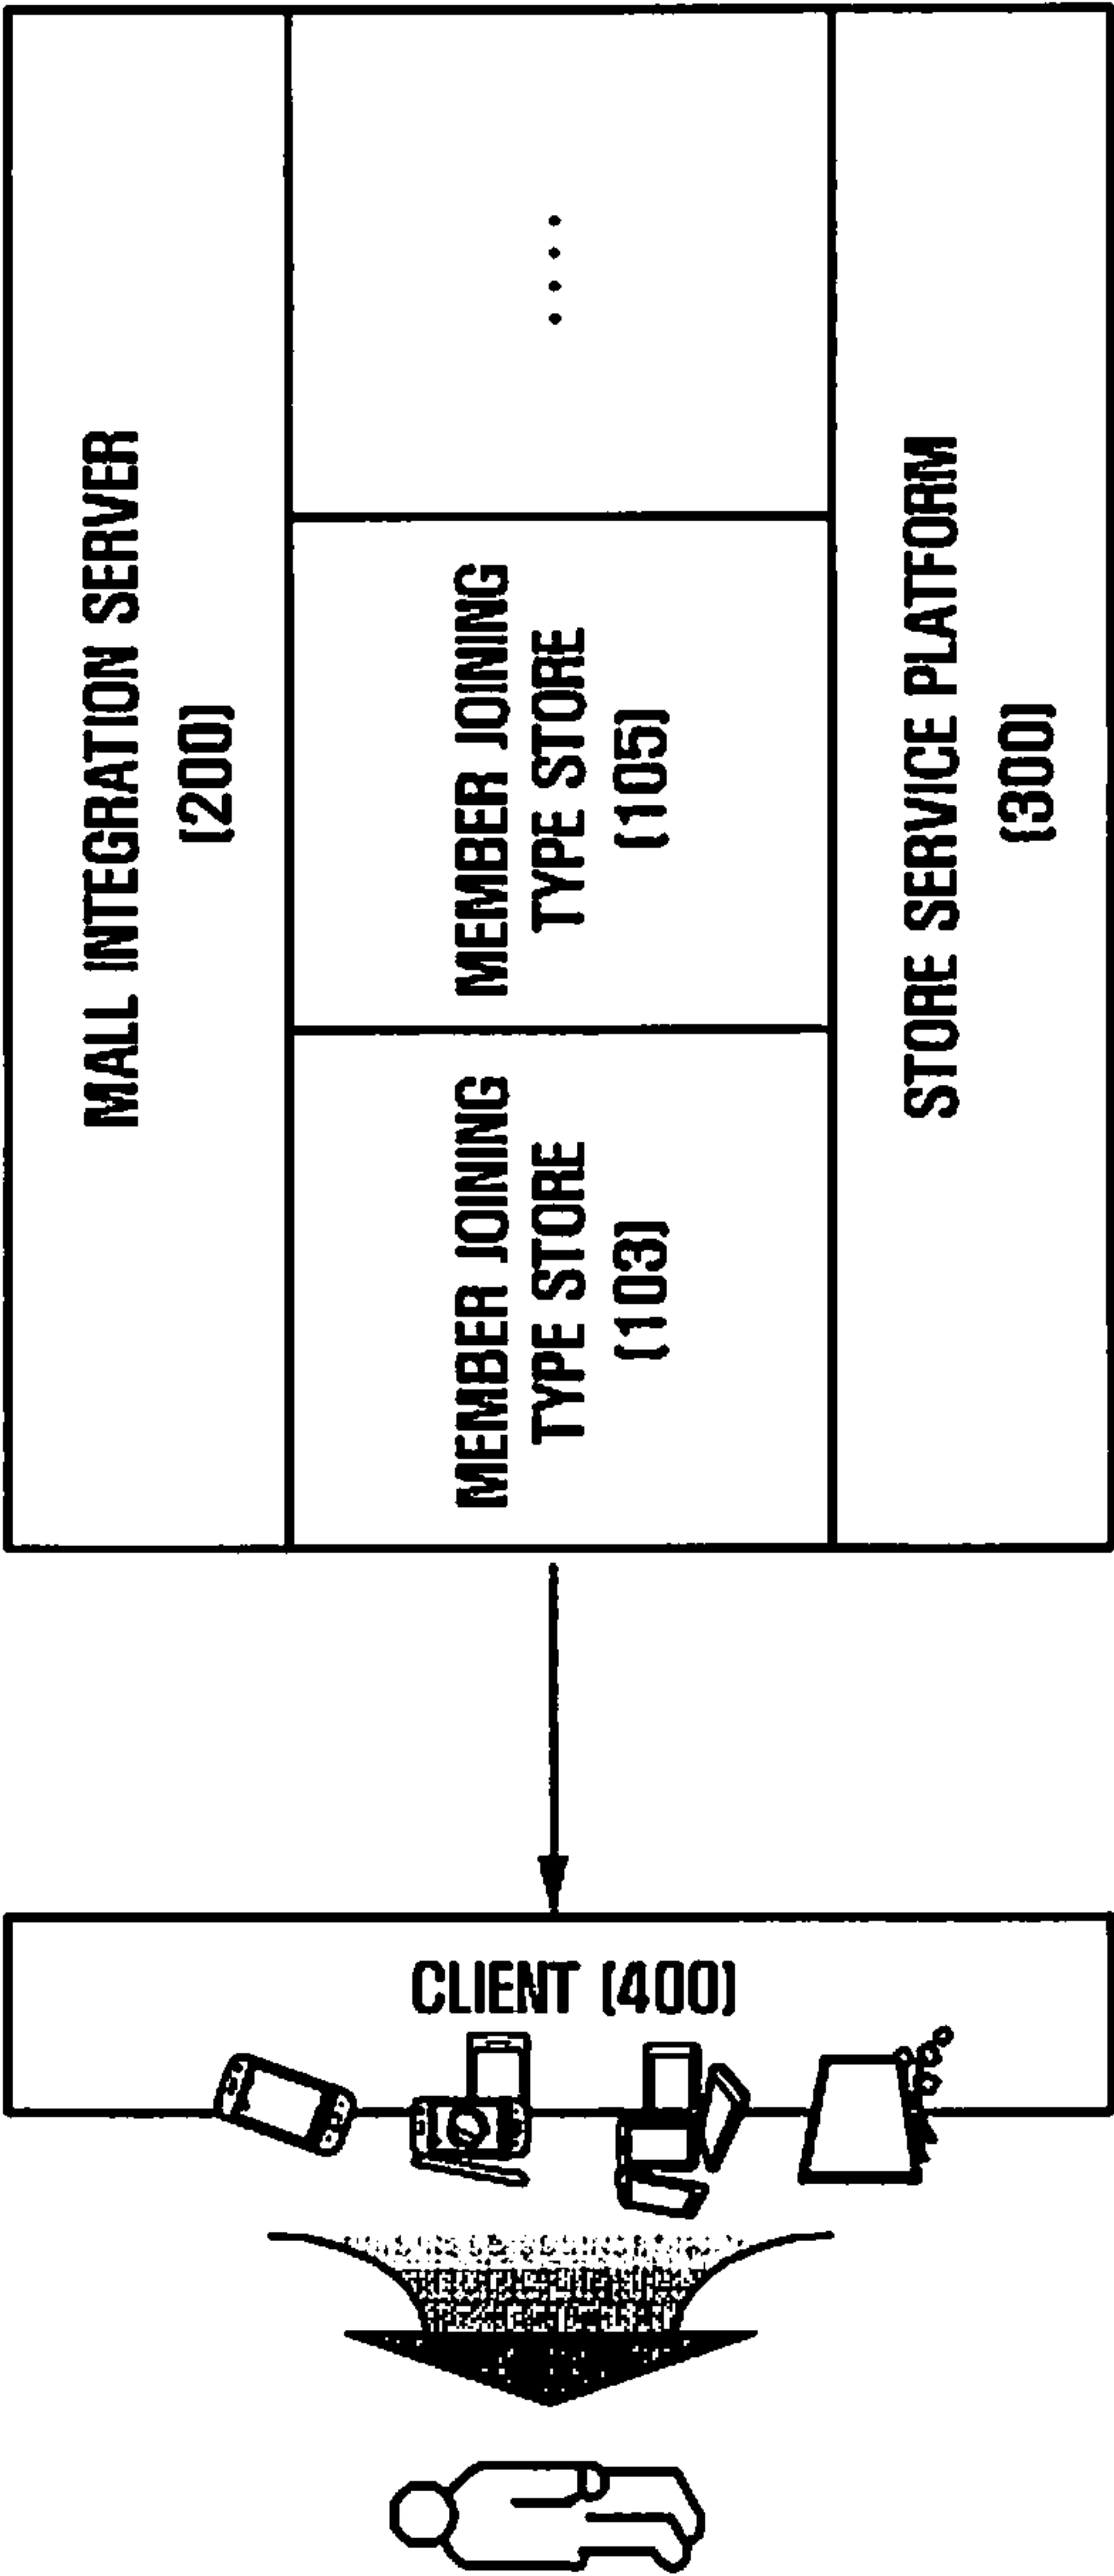 MALL INTEGRATION SERVER
(200)
MEMBER JOINING
TYPE STORE
(103)
MEMBER JOINING
TYPE STORE
(105)
....
STORE SERVICE PLATFORM
(300)
CLIENT (400)